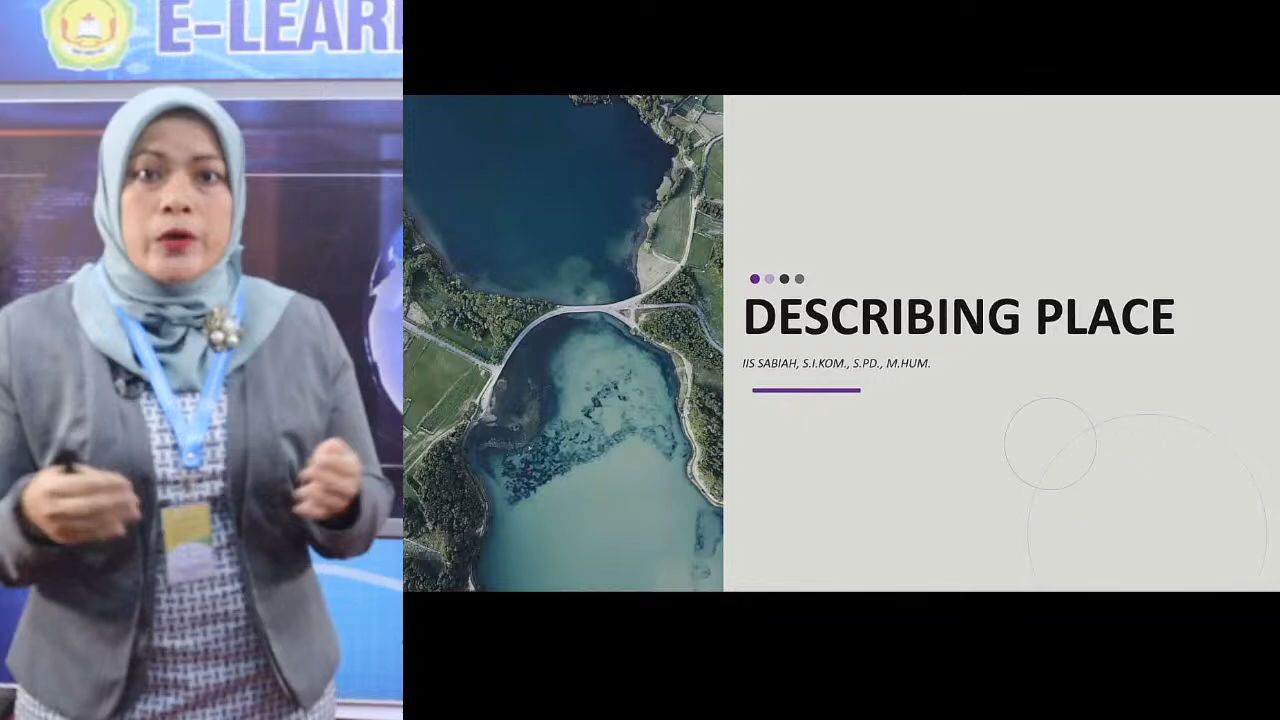 E-LEAR
DESCRIBING PLACE
IIS SABIAH, S.I.KOM., S.PD., M.HUM.